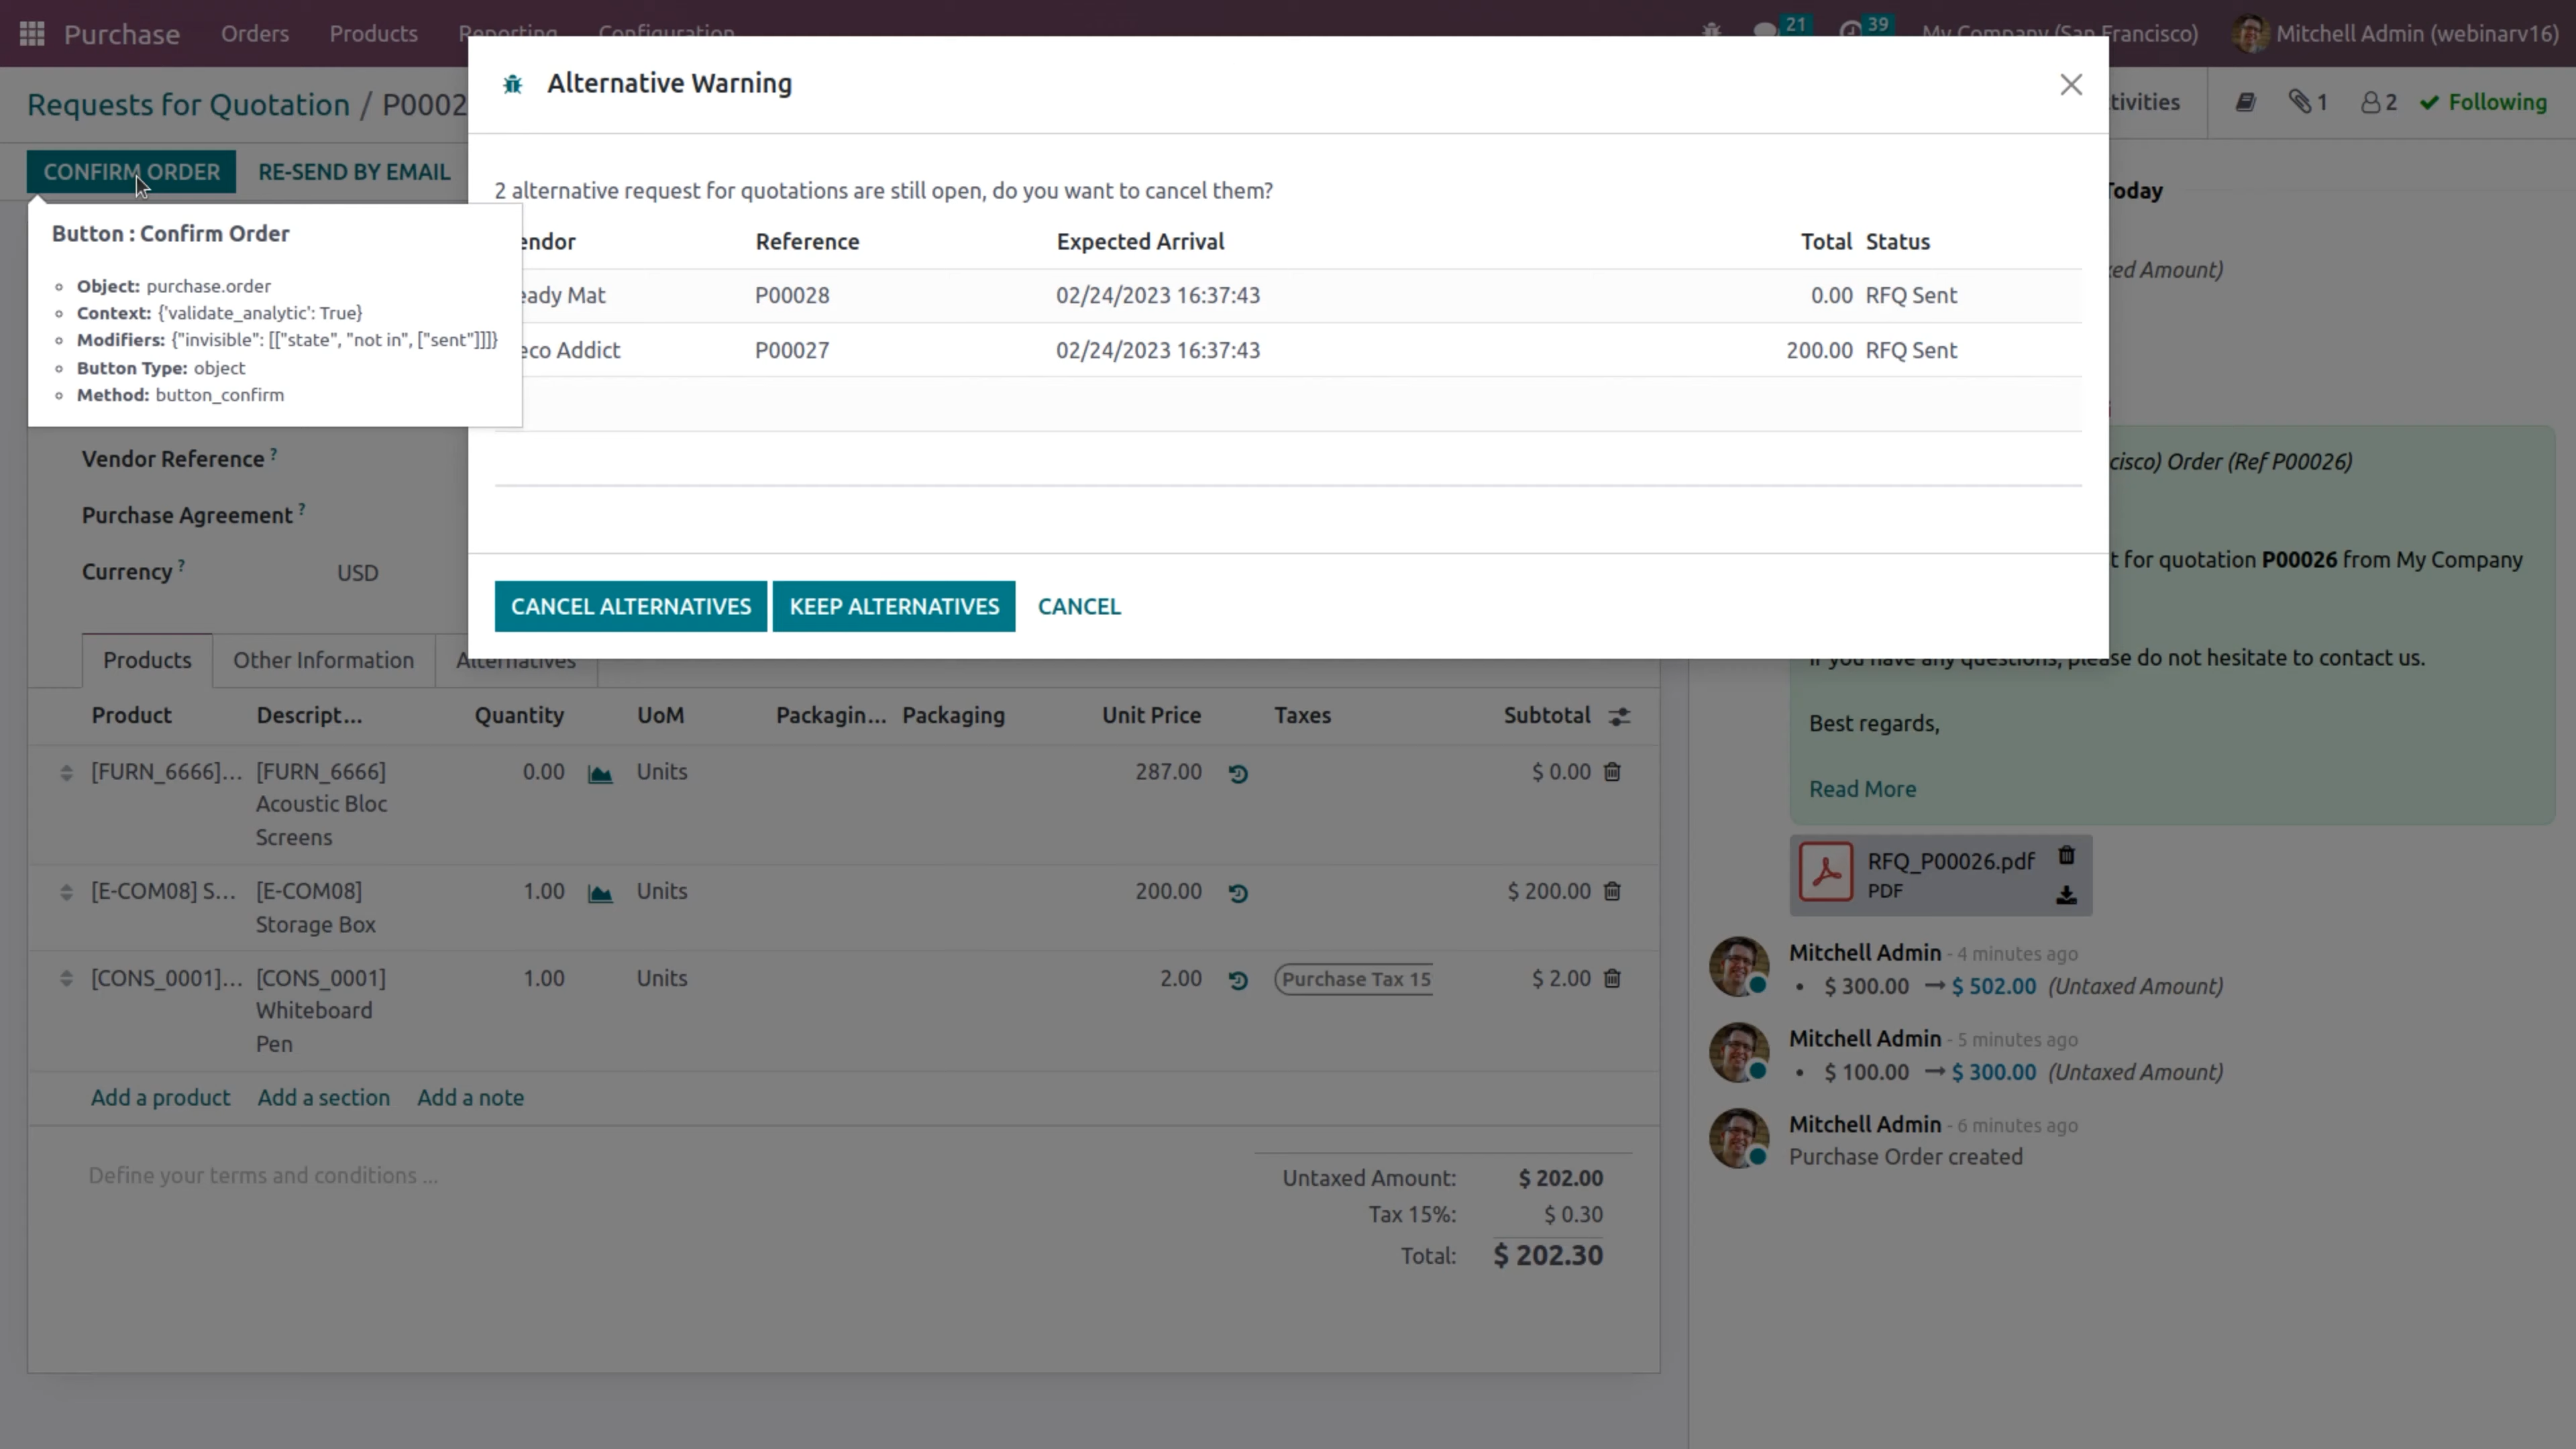 Purchase Orders Products Reporting Configuration 21 39 My Company (San Francisco) Mitchell Admin (webinarv16)
Requests for Quotation / P0002
Alternative Warning
1 2 Following
CONFIRM ORDER RE-SEND BY EMAIL
2 alternative request for quotations are still open, do you want to cancel them?
Today
Button : Confirm Order
Object: purchase.order
Context: {'validate_analytic': True}
Modifiers: {"invisible": [["state", "not in", ["sent"]]]}
Button Type: object
Method: button_confirm
endor Reference Expected Arrival Total Status
eady Mat P00028 02/24/2023 16:37:43 0.00 RFQ Sent
eco Addict P00027 02/24/2023 16:37:43 200.00 RFQ Sent
CANCEL ALTERNATIVES KEEP ALTERNATIVES CANCEL
Vendor Reference ?
Purchase Agreement ?
Currency ? USD
Products Other Information Alternatives
Product Descript... Quantity UoM Packagin... Packaging Unit Price Taxes Subtotal
[FURN_6666]... [FURN_6666] 0.00 Units 287.00 $ 0.00
Acoustic Bloc
Screens
[E-COM08] S... [E-COM08] 1.00 Units 200.00 $ 200.00
Storage Box
[CONS_0001]... [CONS_0001] 1.00 Units 2.00 Purchase Tax 15 $ 2.00
Whiteboard
Pen
Add a product Add a section Add a note
Define your terms and conditions ...
Untaxed Amount: $ 202.00
Tax 15%: $ 0.30
Total: $ 202.30
tivities
ed Amount)
cisco) Order (Ref P00026)
t for quotation P00026 from My Company
If you have any questions, please do not hesitate to contact us.
Best regards,
Read More
RFQ_P00026.pdf
PDF
Mitchell Admin - 4 minutes ago
• $ 300.00 → $ 502.00 (Untaxed Amount)
Mitchell Admin - 5 minutes ago
• $ 100.00 → $ 300.00 (Untaxed Amount)
Mitchell Admin - 6 minutes ago
Purchase Order created